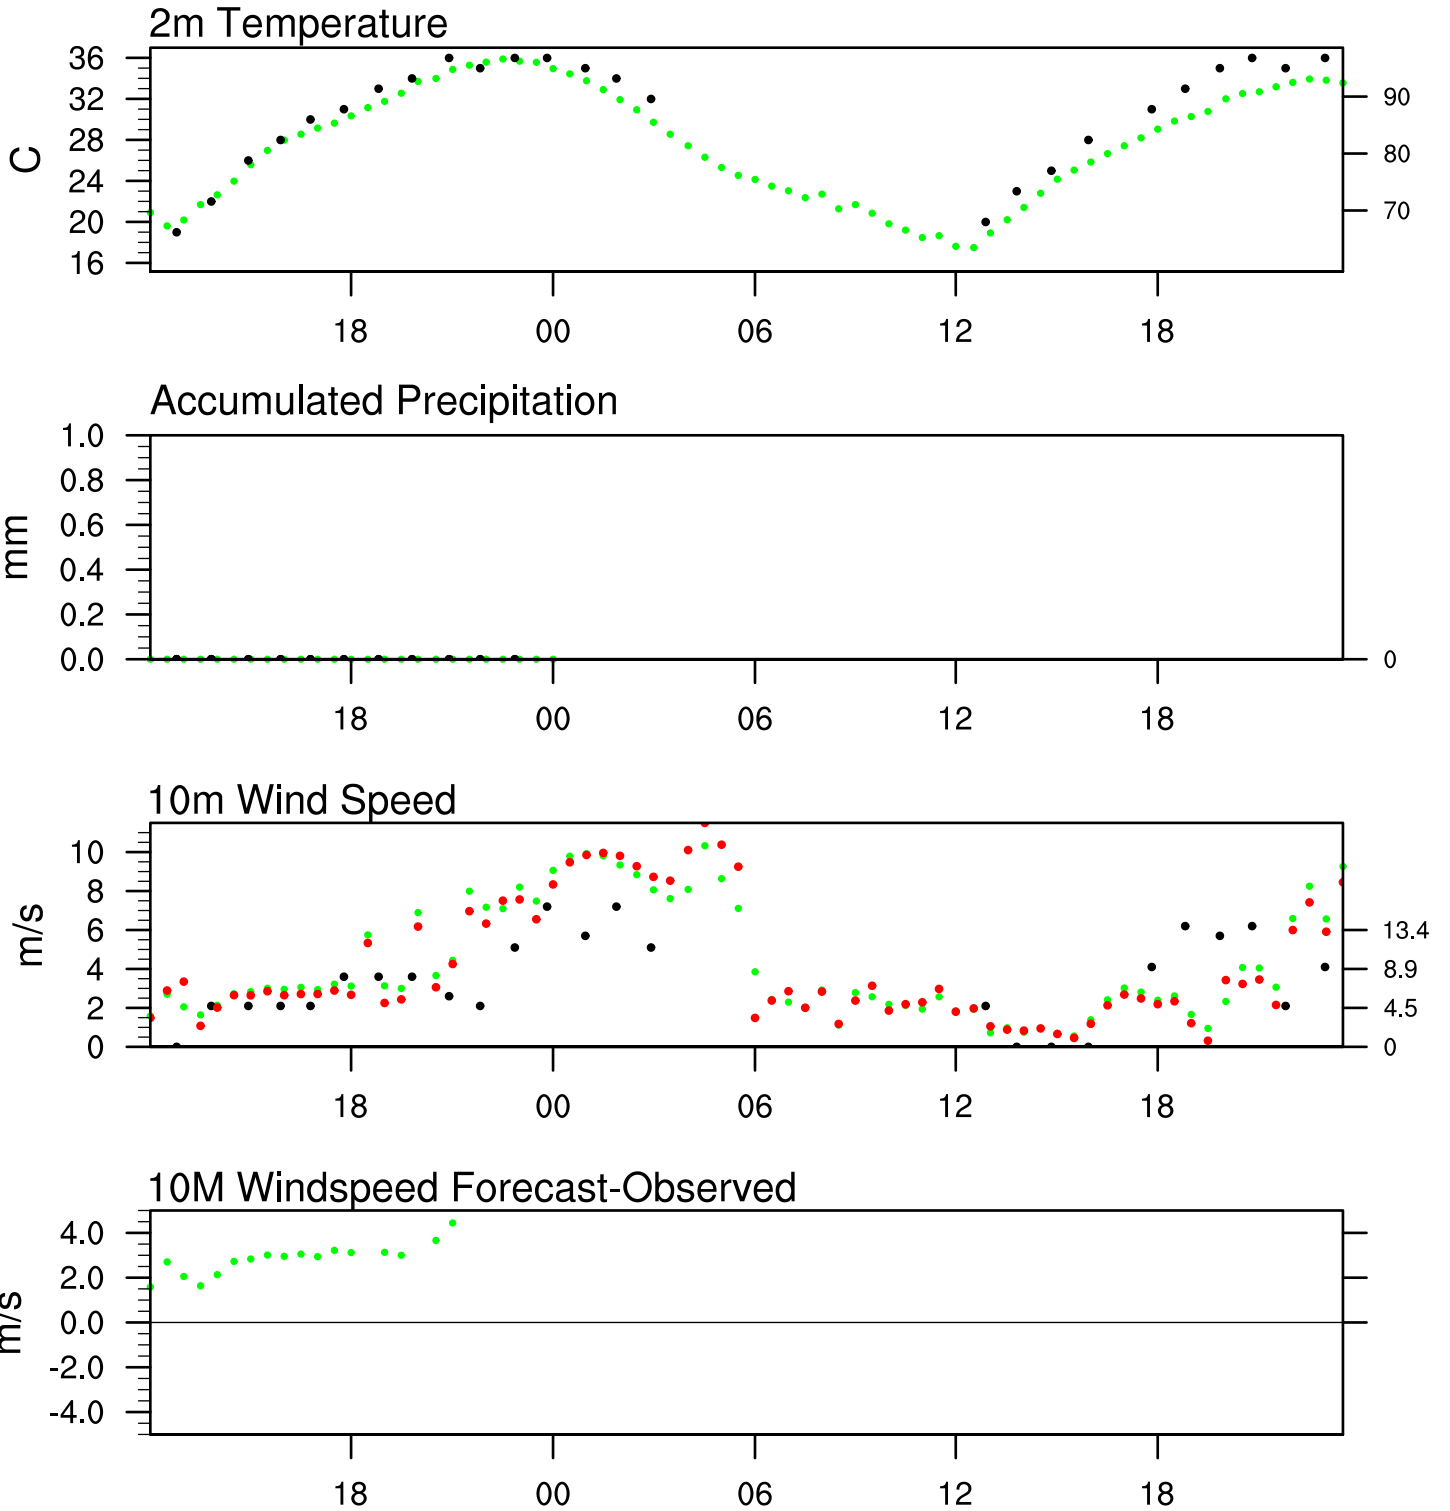 2m Temperature
36
32
28
24
20
16
C
90
80
70
18 00 06 12 18
Accumulated Precipitation
1.0
0.8
0.6
0.4
0.2
0.0
mm
0
18 00 06 12 18
10m Wind Speed
10
8
6
4
2
0
m/s
13.4
8.9
4.5
0
18 00 06 12 18
10M Windspeed Forecast-Observed
4.0
2.0
0.0
-2.0
-4.0
m/s
18 00 06 12 18